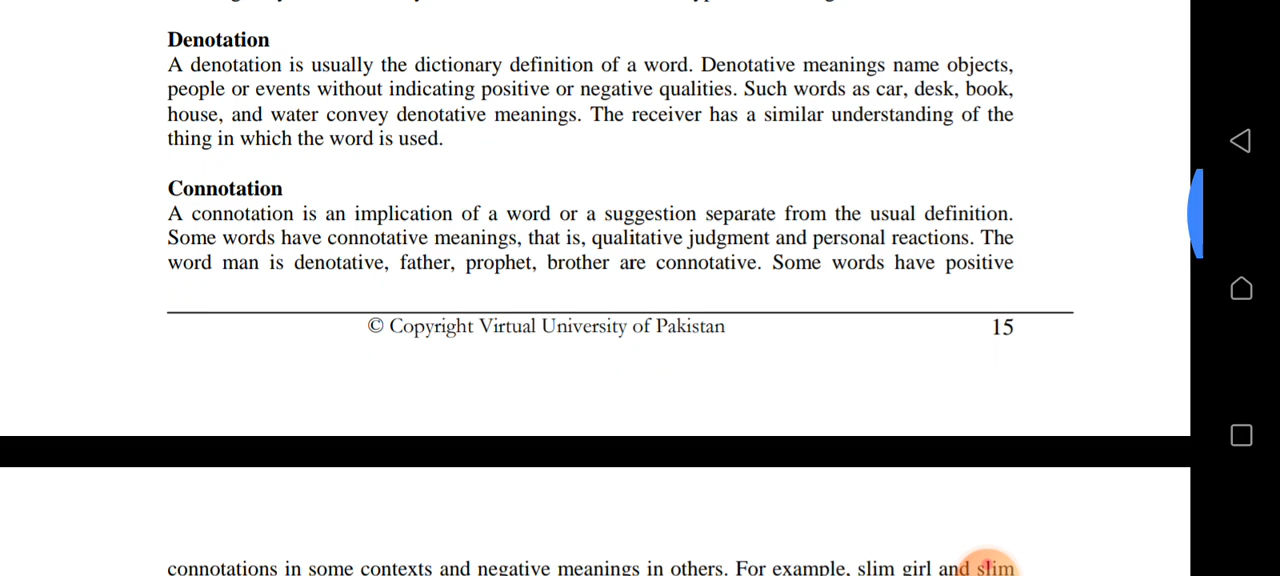 Denotation
A denotation is usually the dictionary definition of a word. Denotative meanings name objects,
people or events without indicating positive or negative qualities. Such words as car, desk, book,
house, and water convey denotative meanings. The receiver has a similar understanding of the
thing in which the word is used.
Connotation
A connotation is an implication of a word or a suggestion separate from the usual definition.
Some words have connotative meanings, that is, qualitative judgment and personal reactions. The
word man is denotative, father, prophet, brother are connotative. Some words have positive
© Copyright Virtual University of Pakistan 15
connotations in some contexts and negative meanings in others. For example, slim girl and slim